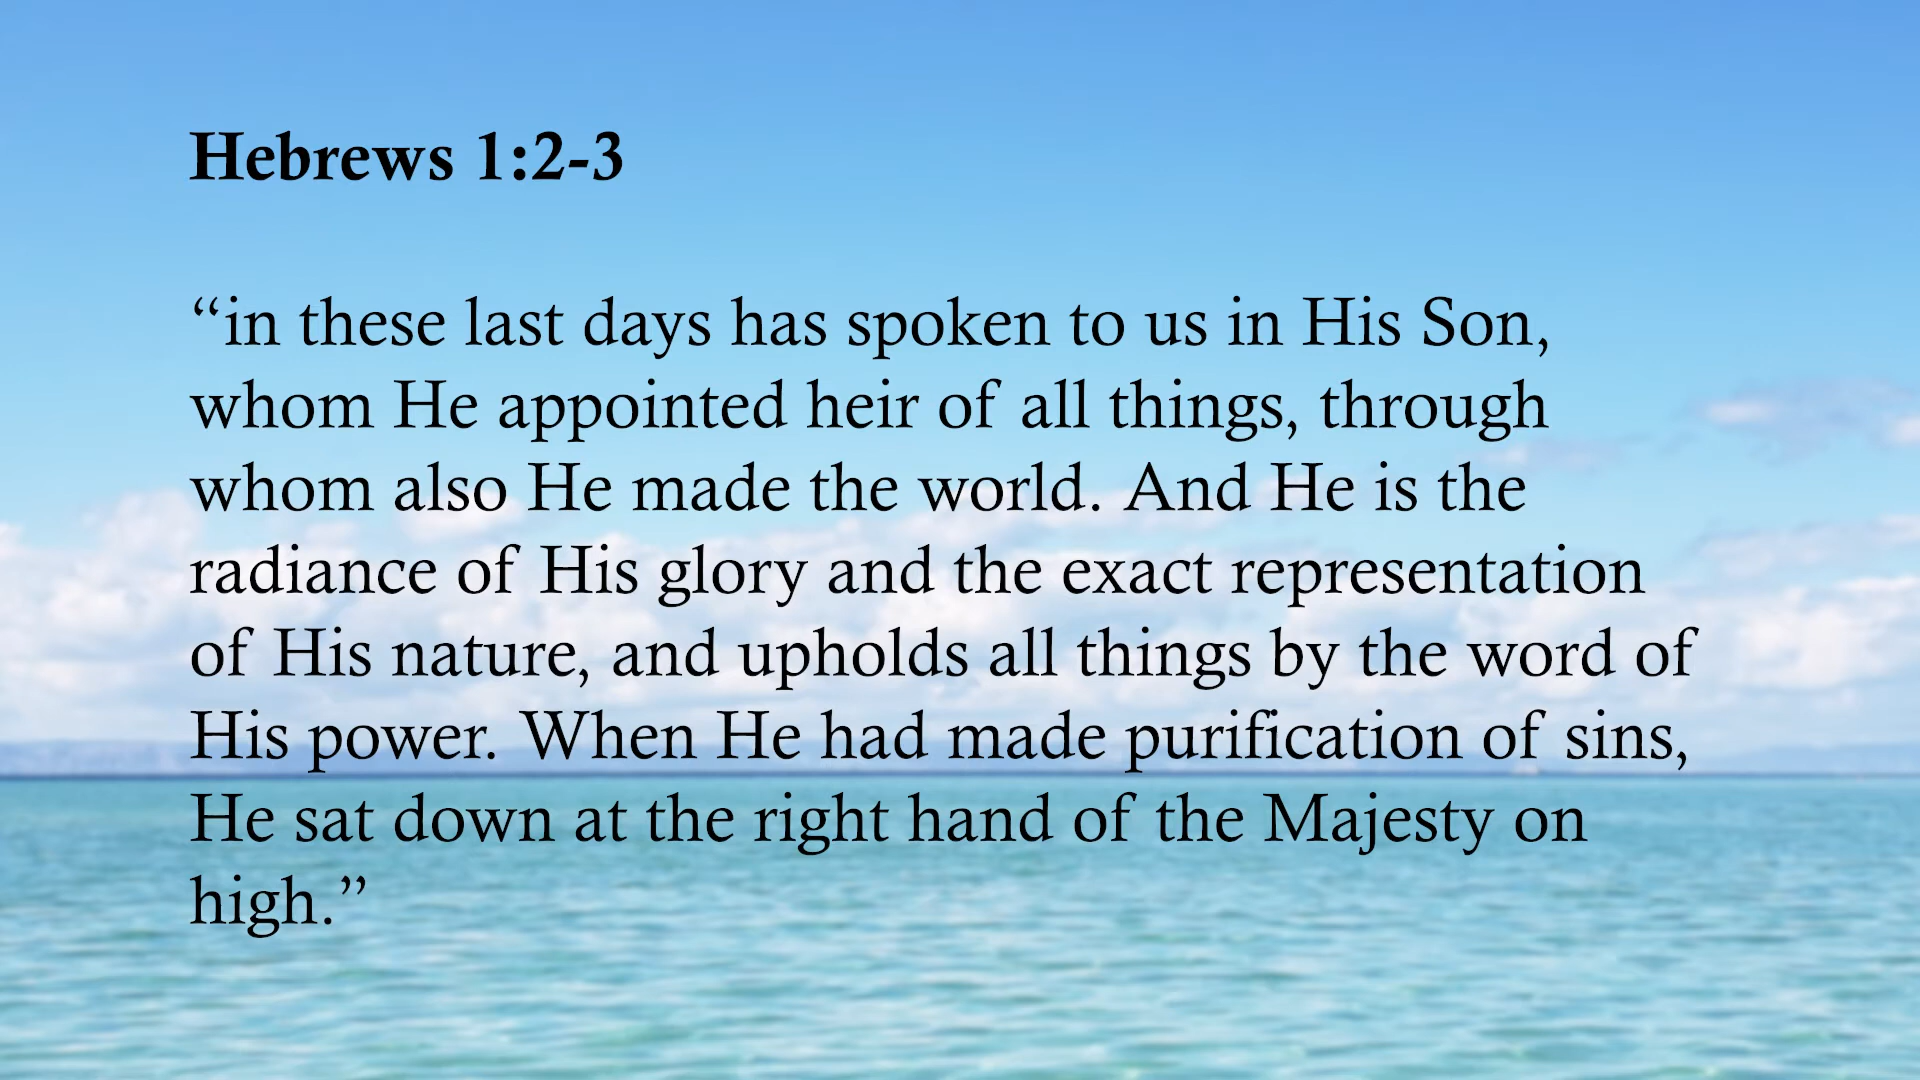 Hebrews 1:2-3
“in these last days has spoken to us in His Son,
whom He appointed heir of all things, through
whom also He made the world. And He is the
radiance of His glory and the exact representation
of His nature, and upholds all things by the word of
His power. When He had made purification of sins,
He sat down at the right hand of the Majesty on
high.”